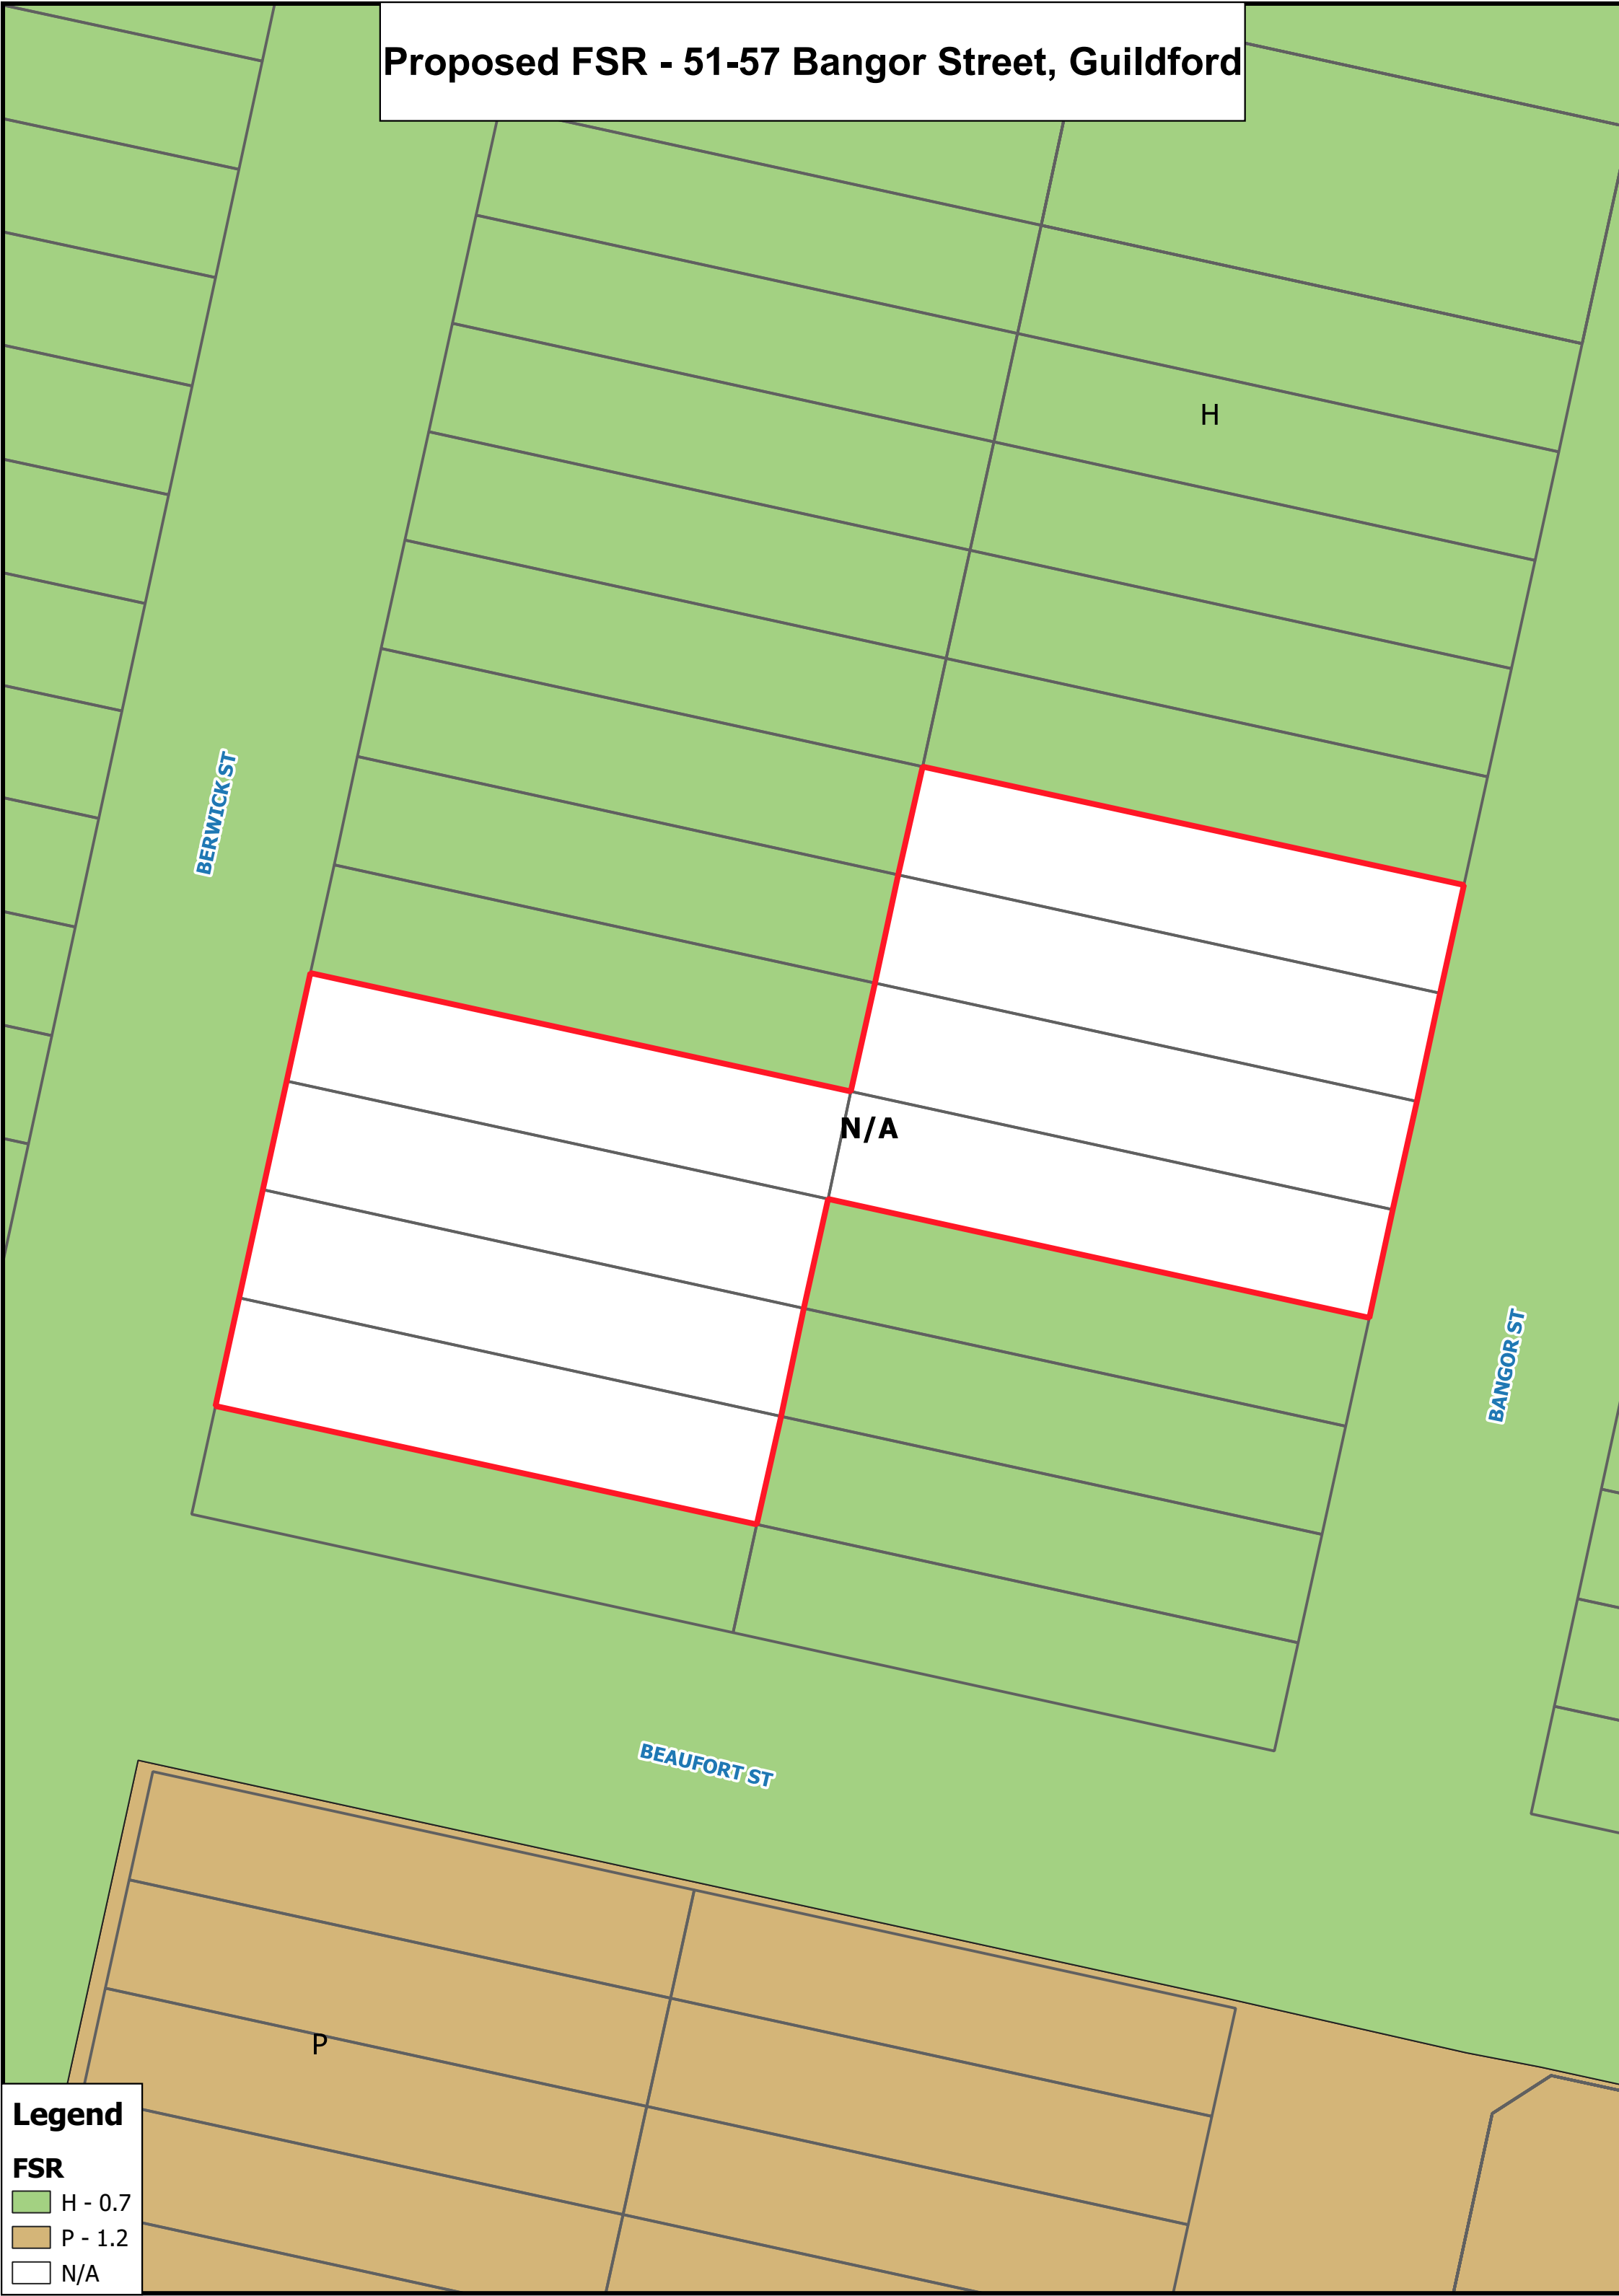 Proposed FSR - 51-57 Bangor Street, Guildford
H
BERWICK ST
N/A
BANGOR ST
BEAUFORT ST
P
Legend
FSR
H - 0.7
P - 1.2
N/A